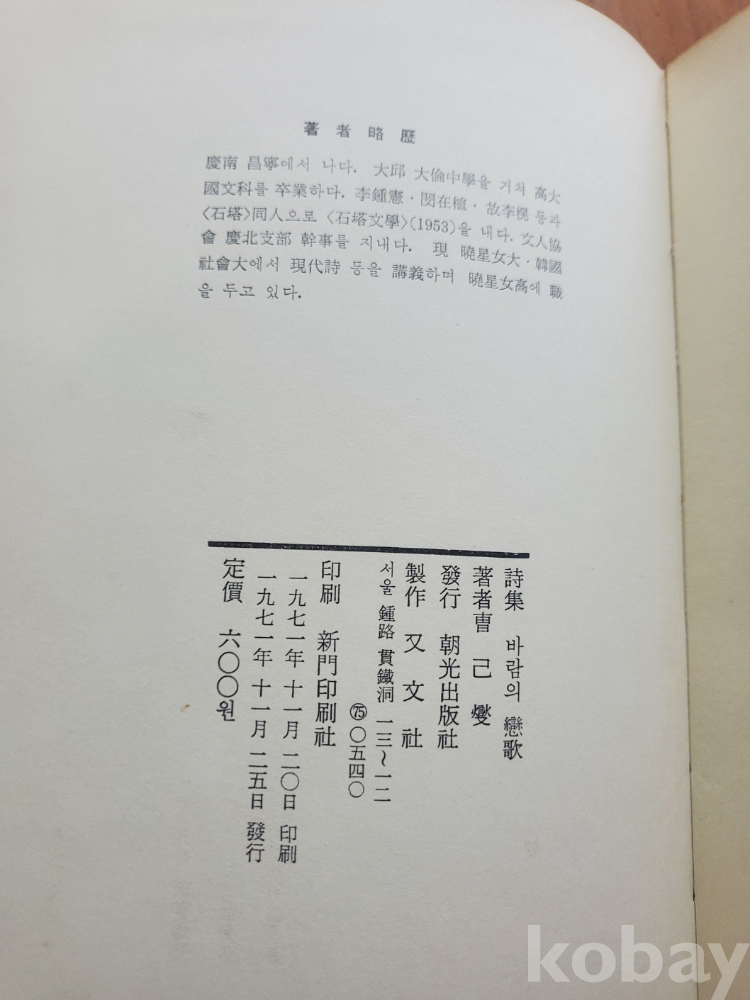 著者略歷
慶南 昌寧에서 나다. 大邱 大倫中學을 거쳐 高大
國文科를 卒業하다. 李鍾憲·閔在植·故李榥 등과
〈石塔〉同人으로 〈石塔文學〉(1953)을 내다. 文人協
會 慶北支部 幹事를 지내다. 現 曉星女大·韓國
社會大에서 現代詩 등을 講義하며 曉星女高에 職
을 두고 있다.
詩集 바람의 戀歌
著者 曺己燮
發行 朝光出版社
製作 又文社
서울 鍾路 貫鐵洞 一三~一二
㊆五 〇五四〇
印刷 新門印刷社
一九七一年 十一月 二〇日 印刷
一九七一年 十一月 二五日 發行
定價 六〇〇원
kobay